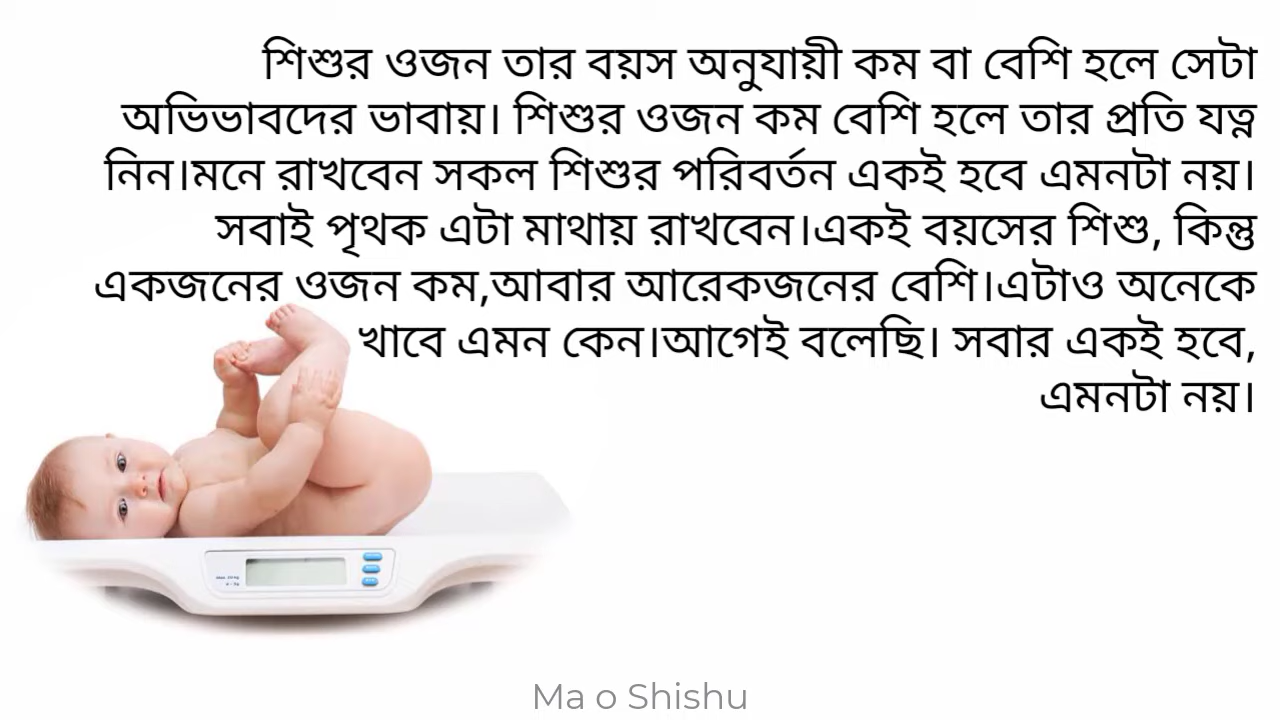 শিশুর ওজন তার বয়স অনুযায়ী কম বা বেশি হলে সেটা
অভিভাবদের ভাবায়। শিশুর ওজন কম বেশি হলে তার প্রতি যত্ন
নিন।মনে রাখবেন সকল শিশুর পরিবর্তন একই হবে এমনটা নয়।
সবাই পৃথক এটা মাথায় রাখবেন।একই বয়সের শিশু, কিন্তু
একজনের ওজন কম,আবার আরেকজনের বেশি।এটাও অনেকে
খাবে এমন কেন।আগেই বলেছি। সবার একই হবে,
এমনটা নয়।
Ma o Shishu